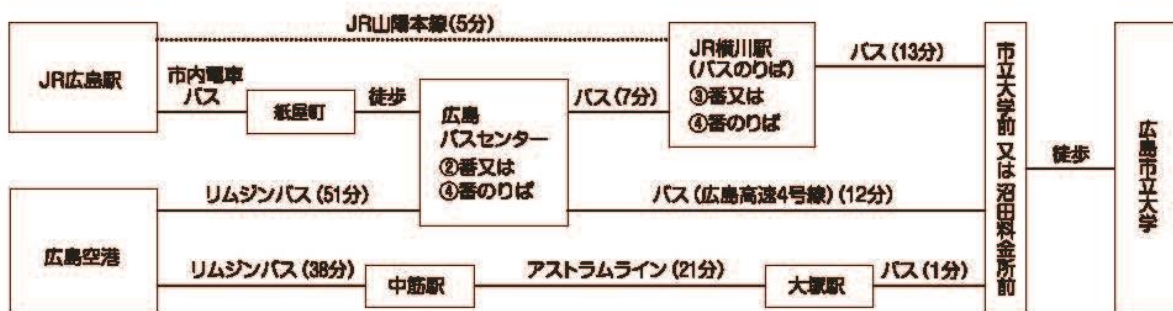 JR山陽本線(5分)
JR広島駅
市内電車
バス
紙屋町
徒歩
広島
バスセンター
②番又は
④番のりば
バス(7分)
JR横川駅
(バスのりば)
③番又は
④番のりば
バス(13分)
市立大学前又は沼田料金所前
徒歩
広島市立大学
広島空港
リムジンバス(51分)
バス(広島高速4号線)(12分)
リムジンバス(38分)
中筋駅
アストラムライン(21分)
大塚駅
バス(1分)